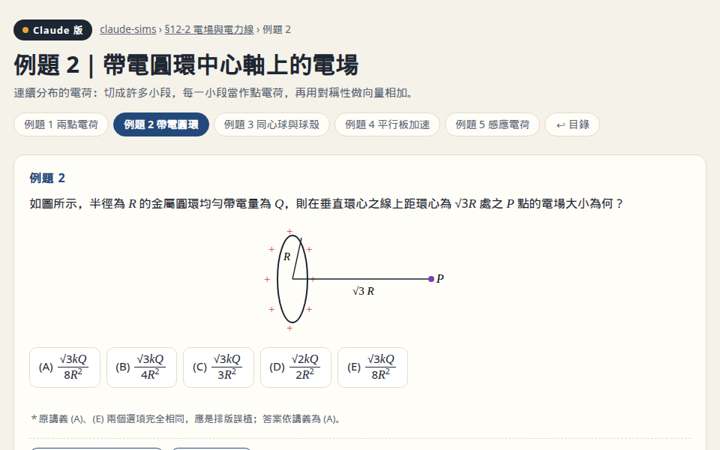 Claude 版 claude-sims › §12-2 電場與電力線 › 例題 2
例題 2｜帶電圓環中心軸上的電場
連續分布的電荷：切成許多小段，每一小段當作點電荷，再用對稱性做向量相加。
例題 1 兩點電荷 例題 2 帶電圓環 例題 3 同心球與球殼 例題 4 平行板加速 例題 5 感應電荷 ↩ 目錄
例題 2
如圖所示，半徑為 R 的金屬圓環均勻帶電量為 Q，則在垂直環心之線上距環心為 √3R 處之 P 點的電場大小為何？
+
+ +
R
+ + P
√3 R
+ +
+
(A) √3kQ/8R² (B) √3kQ/4R² (C) √3kQ/3R² (D) √2kQ/2R² (E) √3kQ/8R²
* 原講義 (A)、(E) 兩個選項完全相同，應是排版誤植；答案依講義為 (A)。